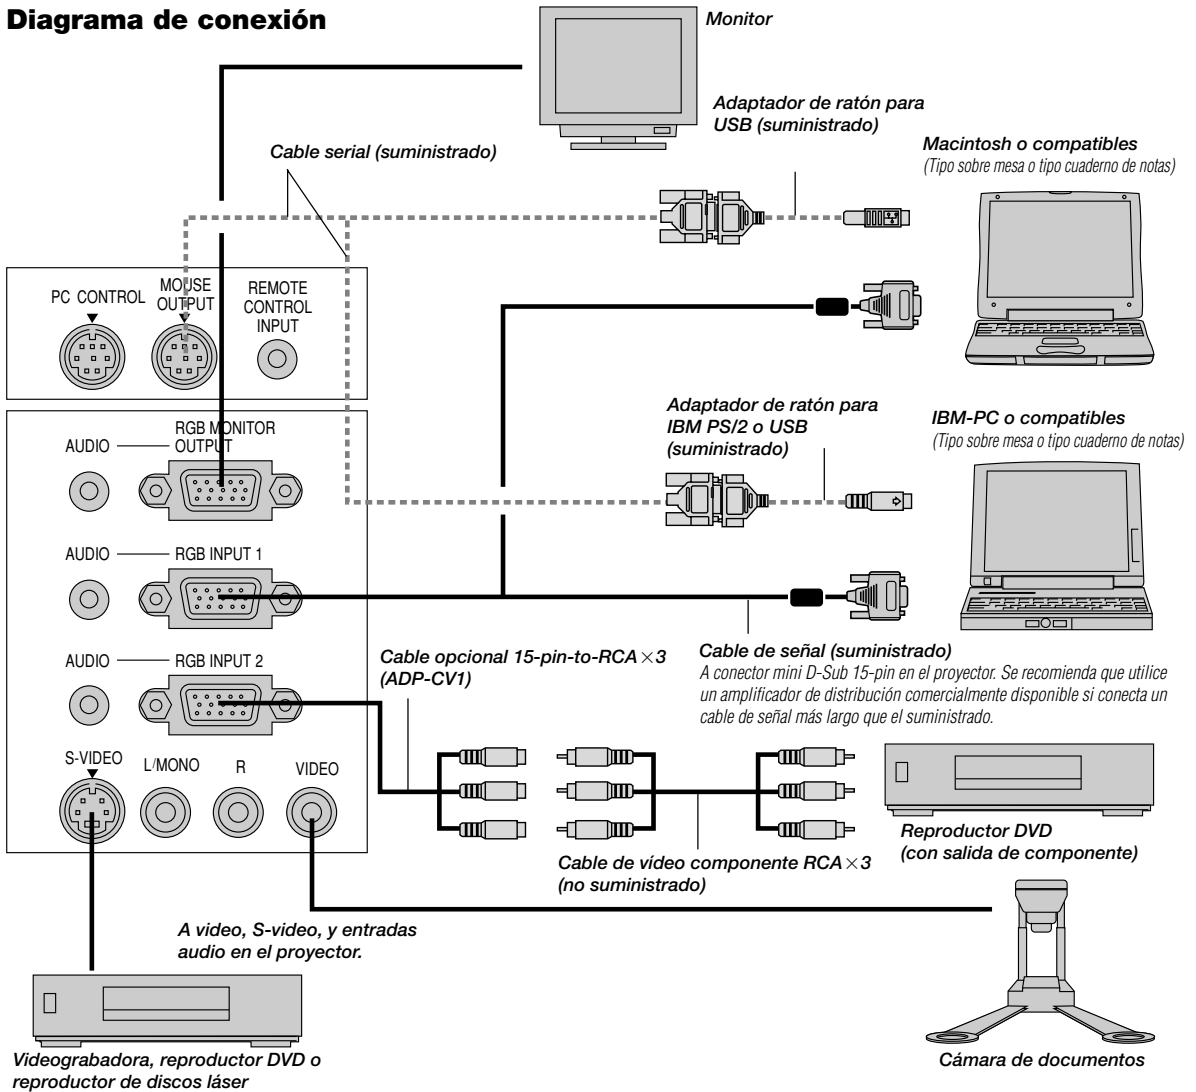 Diagrama de conexión
Monitor
Adaptador de ratón para
USB (suministrado)
Cable serial (suministrado)
Macintosh o compatibles
(Tipo sobre mesa o tipo cuaderno de notas)
PC CONTROL
MOUSE
OUTPUT
REMOTE
CONTROL
INPUT
Adaptador de ratón para
IBM PS/2 o USB
(suministrado)
IBM-PC o compatibles
(Tipo sobre mesa o tipo cuaderno de notas)
AUDIO
RGB MONITOR
OUTPUT
AUDIO
RGB INPUT 1
AUDIO
RGB INPUT 2
Cable opcional 15-pin-to-RCA×3
(ADP-CV1)
Cable de señal (suministrado)
A conector mini D-Sub 15-pin en el proyector. Se recomienda que utilice
un amplificador de distribución comercialmente disponible si conecta un
cable de señal más largo que el suministrado.
S-VIDEO
L/MONO
R
VIDEO
Reproductor DVD
(con salida de componente)
Cable de vídeo componente RCA×3
(no suministrado)
A video, S-video, y entradas
audio en el proyector.
Videograbadora, reproductor DVD o
reproductor de discos láser
Cámara de documentos